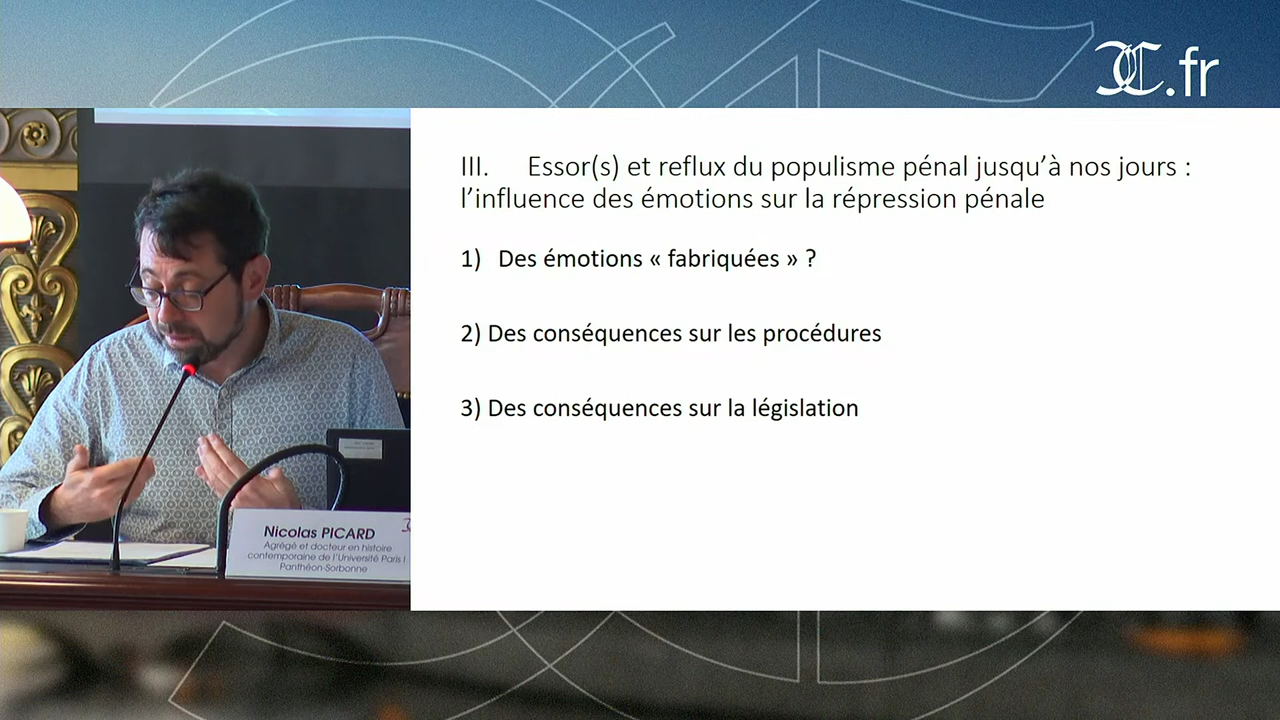 CC.fr
III. Essor(s) et reflux du populisme pénal jusqu’à nos jours :
l’influence des émotions sur la répression pénale
1) Des émotions « fabriquées » ?
2) Des conséquences sur les procédures
3) Des conséquences sur la législation
Nicolas PICARD
Agrégé et docteur en histoire
contemporaine de l’Université Paris I
Panthéon-Sorbonne